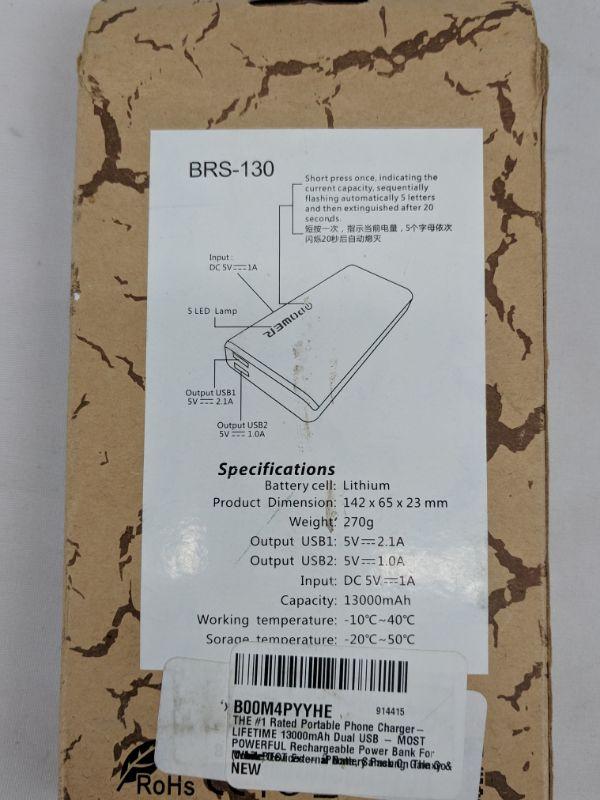 BRS-130
Short press once, indicating the
current capacity, sequentially
flashing automatically 5 letters
and then extinguished after 20
seconds.
短按一次，指示当前电量，5个字母依次
闪烁20秒后自动熄灭
Input:
DC 5V⎓1A
5 LED Lamp
POWER
Output USB1
5V⎓2.1A
Output USB2
5V⎓1.0A
Specifications
Battery cell: Lithium
Product Dimension: 142 x 65 x 23 mm
Weight: 270g
Output USB1: 5V⎓2.1A
Output USB2: 5V⎓1.0A
Input: DC 5V⎓1A
Capacity: 13000mAh
Working temperature: -10℃~40℃
Sorage temperature: -20℃~50℃
B00M4PYYHE 914415
THE #1 Rated Portable Phone Charger–
LIFETIME 13000mAh Dual USB – MOST
POWERFUL Rechargeable Power Bank For
NEW
RoHs